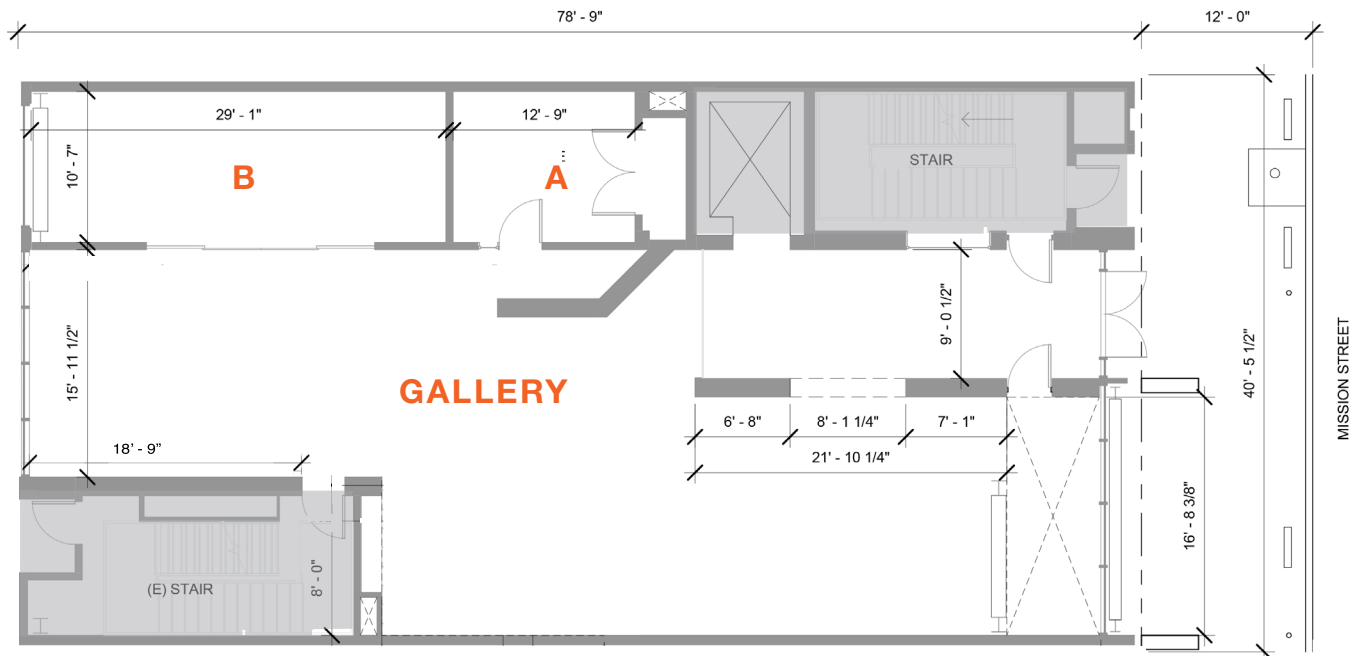 78' - 9"
12' - 0"
29' - 1"
12' - 9"
10' - 7"
B
...
A
STAIR
15' - 11 1/2"
9' - 0 1/2"
40' - 5 1/2"
MISSION STREET
GALLERY
6' - 8"
8' - 1 1/4"
7' - 1"
18' - 9”
21' - 10 1/4"
16' - 8 3/8"
(E) STAIR
8' - 0"